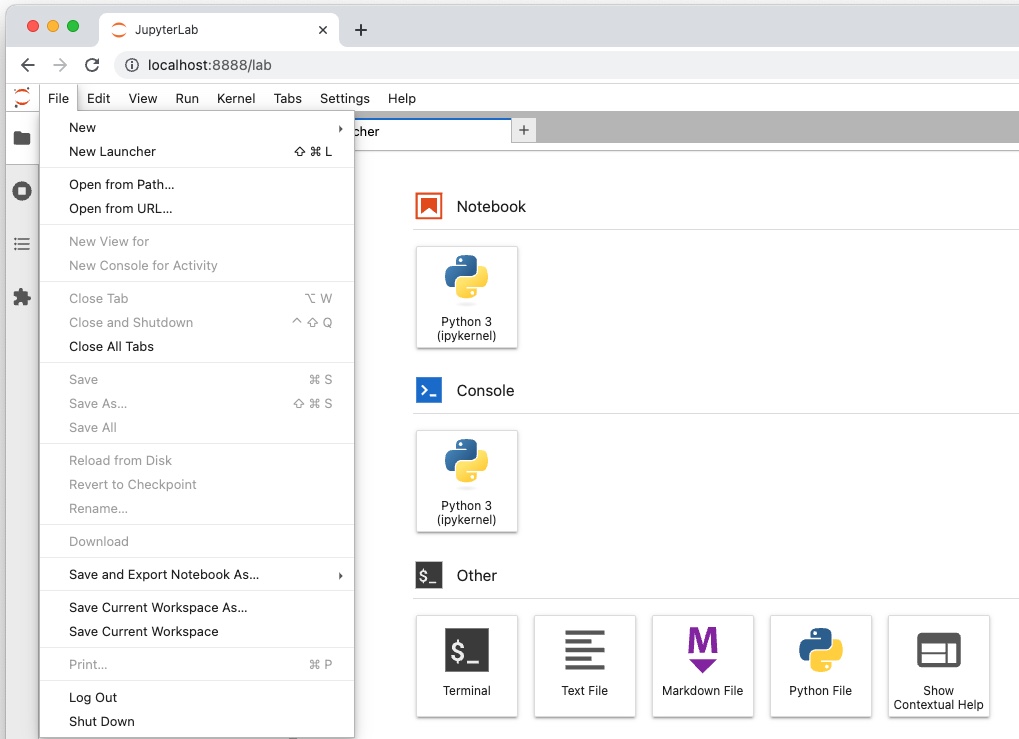 JupyterLab
localhost:8888/lab
File Edit View Run Kernel Tabs Settings Help
New
New Launcher ⇧ ⌘ L
Open from Path...
Open from URL...
New View for
New Console for Activity
Close Tab ⌥ W
Close and Shutdown ^ ⇧ Q
Close All Tabs
Save ⌘ S
Save As... ⇧ ⌘ S
Save All
Reload from Disk
Revert to Checkpoint
Rename...
Download
Save and Export Notebook As...
Save Current Workspace As...
Save Current Workspace
Print... ⌘ P
Log Out
Shut Down
cher
Notebook
Python 3
(ipykernel)
>_ Console
Python 3
(ipykernel)
$_ Other
$_
Terminal
Text File
M
Markdown File
Python File
Show
Contextual Help